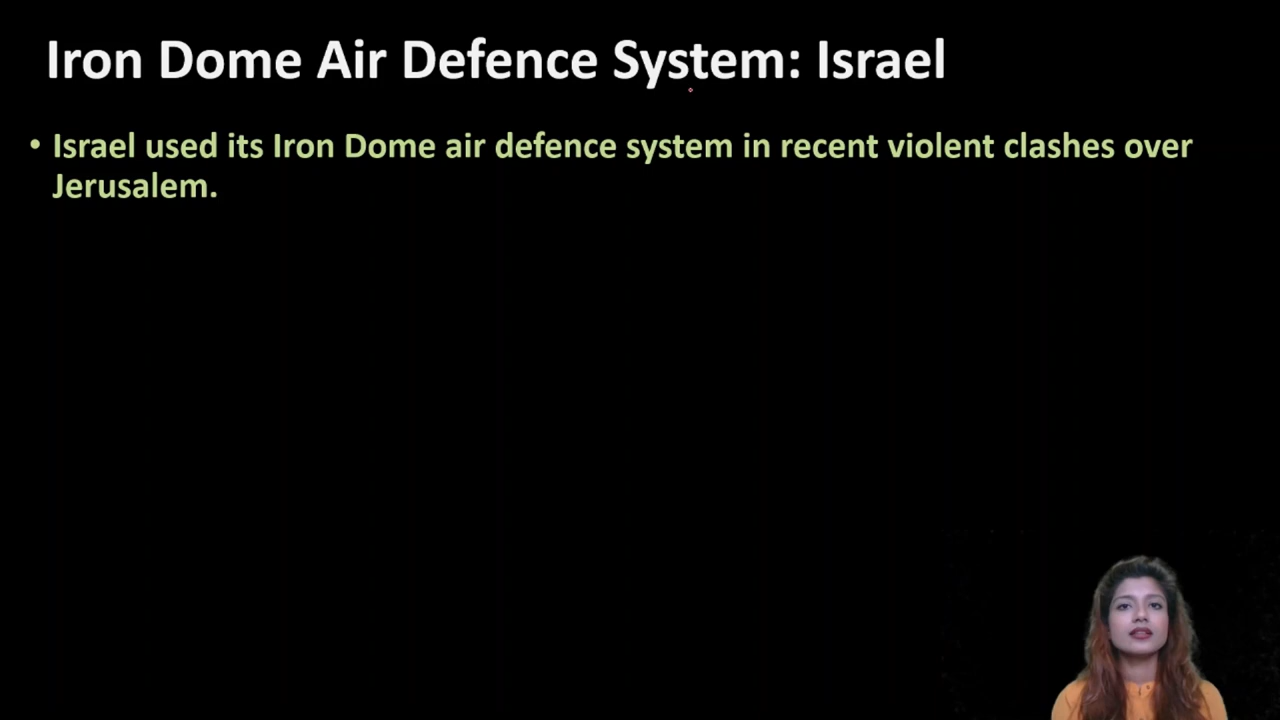 Iron Dome Air Defence System: Israel
• Israel used its Iron Dome air defence system in recent violent clashes over
Jerusalem.